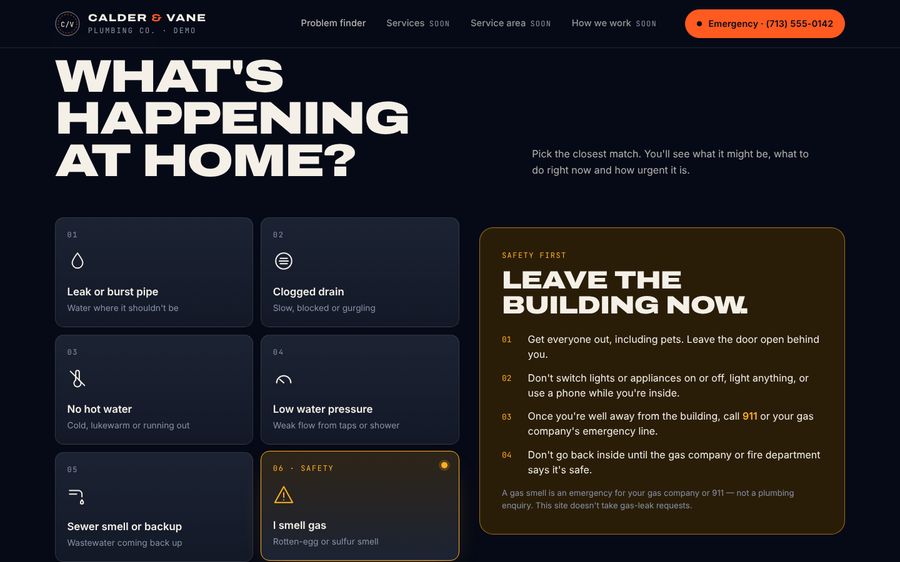 C/V
CALDER & VANE
PLUMBING CO. · DEMO
Problem finder
Services SOON
Service area SOON
How we work SOON
Emergency · (713) 555-0142
WHAT'S
HAPPENING
AT HOME?
Pick the closest match. You'll see what it might be, what to
do right now and how urgent it is.
01
Leak or burst pipe
Water where it shouldn't be
02
Clogged drain
Slow, blocked or gurgling
03
No hot water
Cold, lukewarm or running out
04
Low water pressure
Weak flow from taps or shower
05
Sewer smell or backup
Wastewater coming back up
06 · SAFETY
I smell gas
Rotten-egg or sulfur smell
SAFETY FIRST
LEAVE THE
BUILDING NOW.
01 Get everyone out, including pets. Leave the door open behind
you.
02 Don't switch lights or appliances on or off, light anything, or
use a phone while you're inside.
03 Once you're well away from the building, call 911 or your gas
company's emergency line.
04 Don't go back inside until the gas company or fire department
says it's safe.
A gas smell is an emergency for your gas company or 911 — not a plumbing
enquiry. This site doesn't take gas-leak requests.